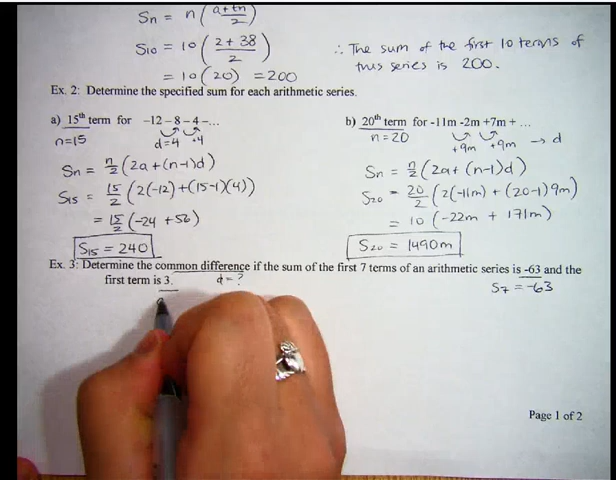 Sn = n(a+tn/2)
S10 = 10(2+38/2)
= 10(20) = 200
∴ The sum of the first 10 terms of
this series is 200.
Ex. 2: Determine the specified sum for each arithmetic series.
a) 15th term for -12 - 8 - 4 - ...
n=15 d=4 +4
Sn = n/2(2a+(n-1)d)
S15 = 15/2(2(-12)+(15-1)(4))
= 15/2(-24+56)
S15 = 240
b) 20th term for -11m -2m +7m + ...
n=20 +9m +9m → d
Sn = n/2(2a+(n-1)d)
S20 = 20/2(2(-11m)+(20-1)9m)
= 10(-22m + 171m)
S20 = 1490m
Ex. 3: Determine the common difference if the sum of the first 7 terms of an arithmetic series is -63 and the
first term is 3. d=?
S7 = -63
Page 1 of 2